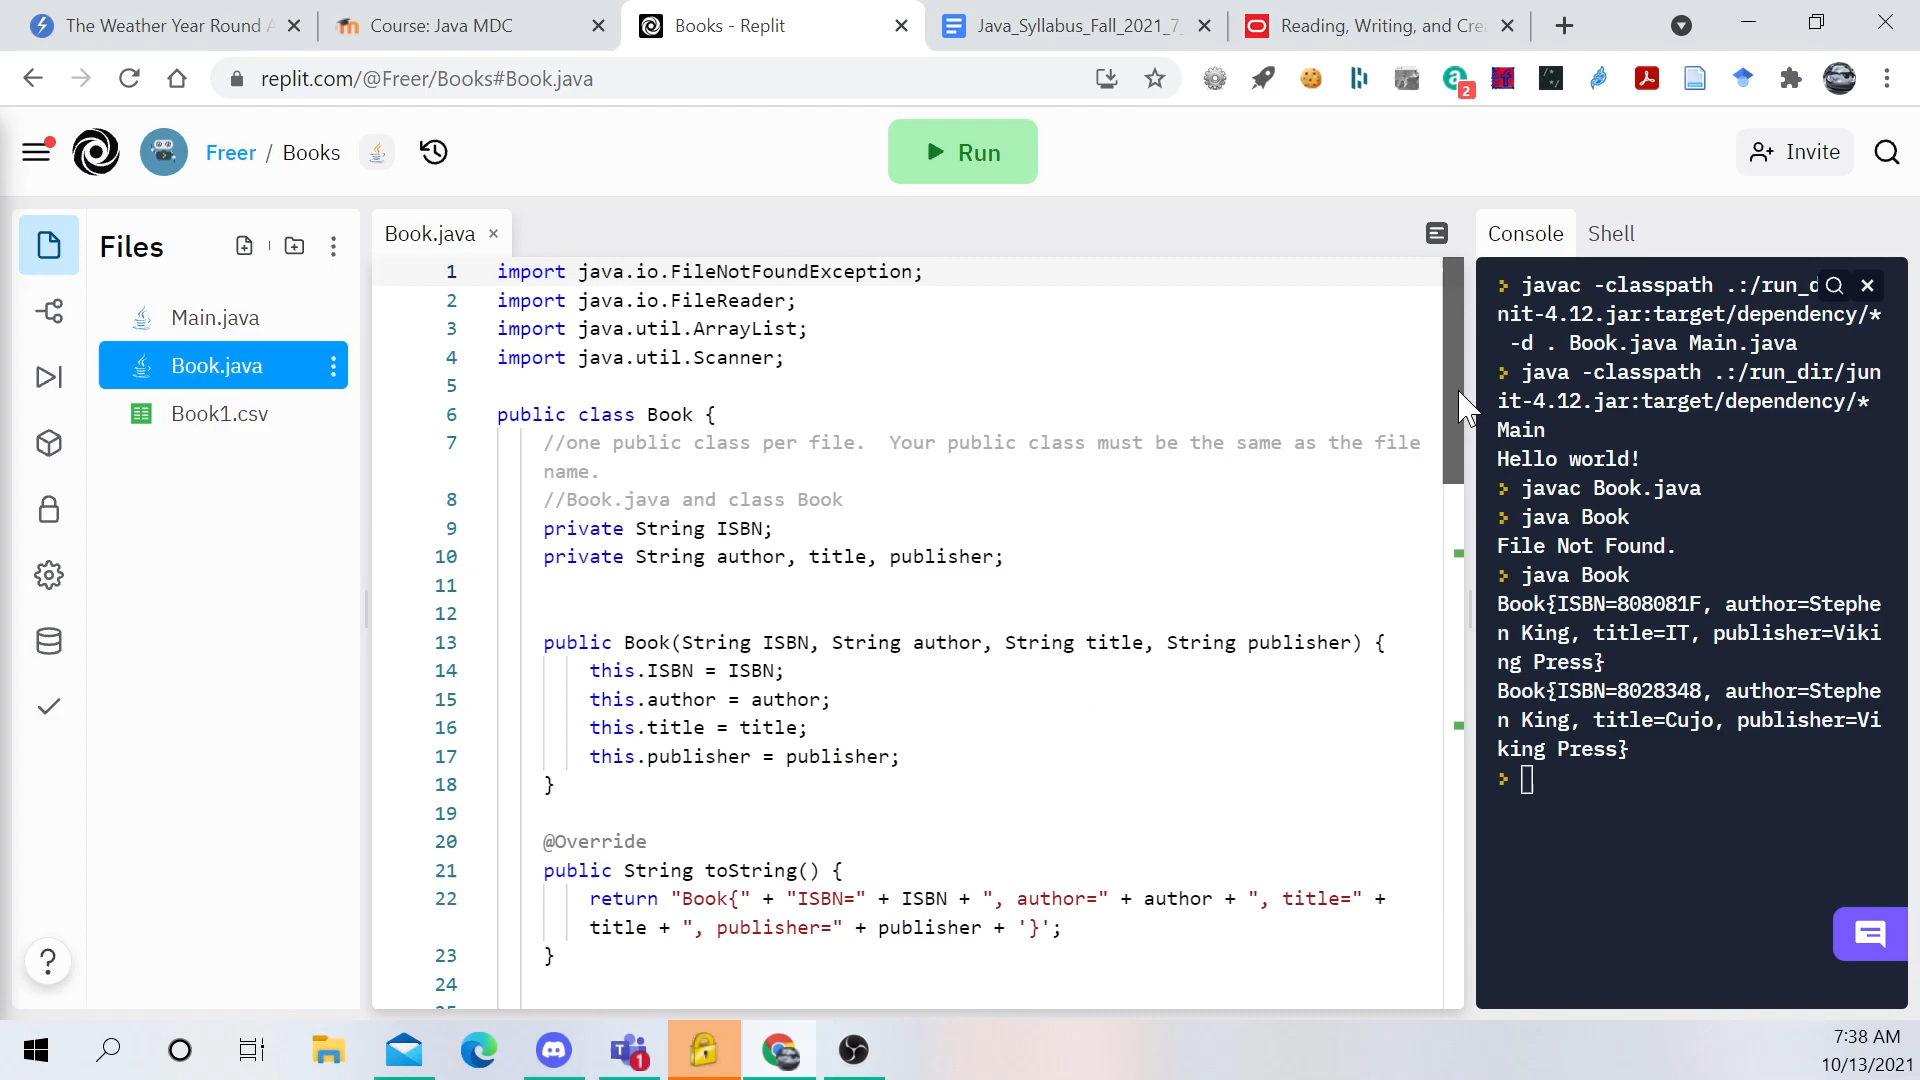 The Weather Year Round A
Course: Java MDC
Books - Replit
Java_Syllabus_Fall_2021_7_
Reading, Writing, and Cre
replit.com/@Freer/Books#Book.java
2
Freer / Books
Run
Invite
Files
Main.java
Book.java
Book1.csv
Book.java
1 import java.io.FileNotFoundException;
2 import java.io.FileReader;
3 import java.util.ArrayList;
4 import java.util.Scanner;
5
6 public class Book {
7 //one public class per file.  Your public class must be the same as the file
name.
8 //Book.java and class Book
9 private String ISBN;
10 private String author, title, publisher;
11
12
13 public Book(String ISBN, String author, String title, String publisher) {
14 this.ISBN = ISBN;
15 this.author = author;
16 this.title = title;
17 this.publisher = publisher;
18 }
19
20 @Override
21 public String toString() {
22 return "Book{" + "ISBN=" + ISBN + ", author=" + author + ", title=" +
title + ", publisher=" + publisher + '}';
23 }
24
Console Shell
javac -classpath .:/run_d
nit-4.12.jar:target/dependency/*
-d . Book.java Main.java
java -classpath .:/run_dir/jun
it-4.12.jar:target/dependency/*
Main
Hello world!
javac Book.java
java Book
File Not Found.
java Book
Book{ISBN=808081F, author=Stephe
n King, title=IT, publisher=Viki
ng Press}
Book{ISBN=8028348, author=Stephe
n King, title=Cujo, publisher=Vi
king Press}
?
1
7:38 AM
10/13/2021